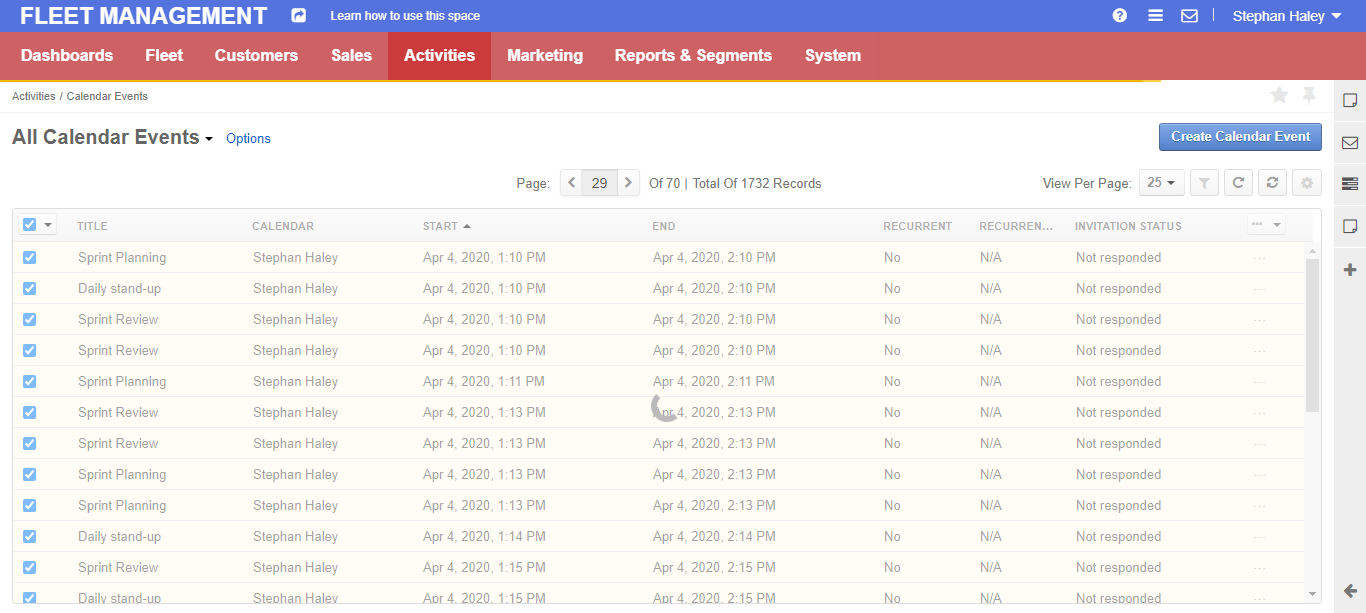 FLEET MANAGEMENT Learn how to use this space Stephan Haley
Dashboards Fleet Customers Sales Activities Marketing Reports & Segments System
Activities / Calendar Events
All Calendar Events Options Create Calendar Event
Page: 29 Of 70 | Total Of 1732 Records View Per Page: 25
TITLE CALENDAR START END RECURRENT RECURREN... INVITATION STATUS
Sprint Planning Stephan Haley Apr 4, 2020, 1:10 PM Apr 4, 2020, 2:10 PM No N/A Not responded
Daily stand-up Stephan Haley Apr 4, 2020, 1:10 PM Apr 4, 2020, 2:10 PM No N/A Not responded
Sprint Review Stephan Haley Apr 4, 2020, 1:10 PM Apr 4, 2020, 2:10 PM No N/A Not responded
Sprint Review Stephan Haley Apr 4, 2020, 1:10 PM Apr 4, 2020, 2:10 PM No N/A Not responded
Sprint Planning Stephan Haley Apr 4, 2020, 1:11 PM Apr 4, 2020, 2:11 PM No N/A Not responded
Sprint Review Stephan Haley Apr 4, 2020, 1:13 PM Apr 4, 2020, 2:13 PM No N/A Not responded
Sprint Review Stephan Haley Apr 4, 2020, 1:13 PM Apr 4, 2020, 2:13 PM No N/A Not responded
Sprint Planning Stephan Haley Apr 4, 2020, 1:13 PM Apr 4, 2020, 2:13 PM No N/A Not responded
Sprint Planning Stephan Haley Apr 4, 2020, 1:13 PM Apr 4, 2020, 2:13 PM No N/A Not responded
Daily stand-up Stephan Haley Apr 4, 2020, 1:14 PM Apr 4, 2020, 2:14 PM No N/A Not responded
Sprint Review Stephan Haley Apr 4, 2020, 1:15 PM Apr 4, 2020, 2:15 PM No N/A Not responded
Daily stand-up Stephan Haley Apr 4, 2020, 1:15 PM Apr 4, 2020, 2:15 PM No N/A Not responded